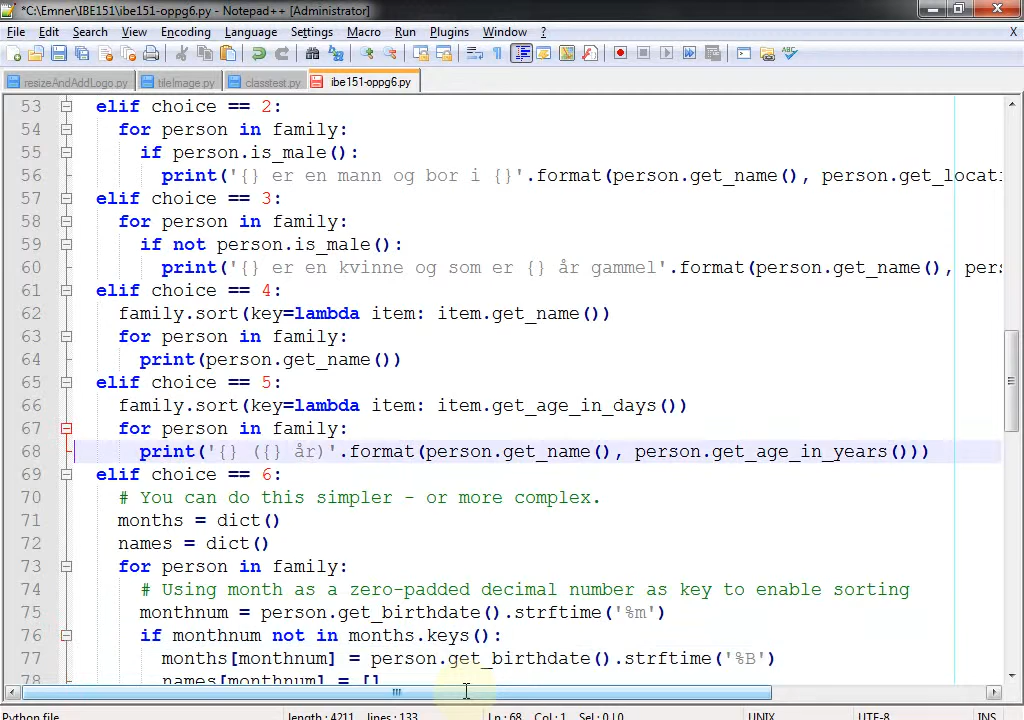 *C:\Emner\IBE151\ibe151-oppg6.py - Notepad++ [Administrator]
File Edit Search View Encoding Language Settings Macro Run Plugins Window ? X
resizeAndAddLogo.py tileImage.py classtest.py ibe151-oppg6.py
53 elif choice == 2:
54 for person in family:
55 if person.is_male():
56 print('{} er en mann og bor i {}'.format(person.get_name(), person.get_locati
57 elif choice == 3:
58 for person in family:
59 if not person.is_male():
60 print('{} er en kvinne og som er {} år gammel'.format(person.get_name(), pers
61 elif choice == 4:
62 family.sort(key=lambda item: item.get_name())
63 for person in family:
64 print(person.get_name())
65 elif choice == 5:
66 family.sort(key=lambda item: item.get_age_in_days())
67 for person in family:
68 print('{} ({} år)'.format(person.get_name(), person.get_age_in_years()))
69 elif choice == 6:
70 # You can do this simpler - or more complex.
71 months = dict()
72 names = dict()
73 for person in family:
74 # Using month as a zero-padded decimal number as key to enable sorting
75 monthnum = person.get_birthdate().strftime('%m')
76 if monthnum not in months.keys():
77 months[monthnum] = person.get_birthdate().strftime('%B')
78 names[monthnum] = []
Python file length : 4211 lines : 133 Ln : 68 Col : 1 Sel : 0 | 0 UNIX UTF-8 INS